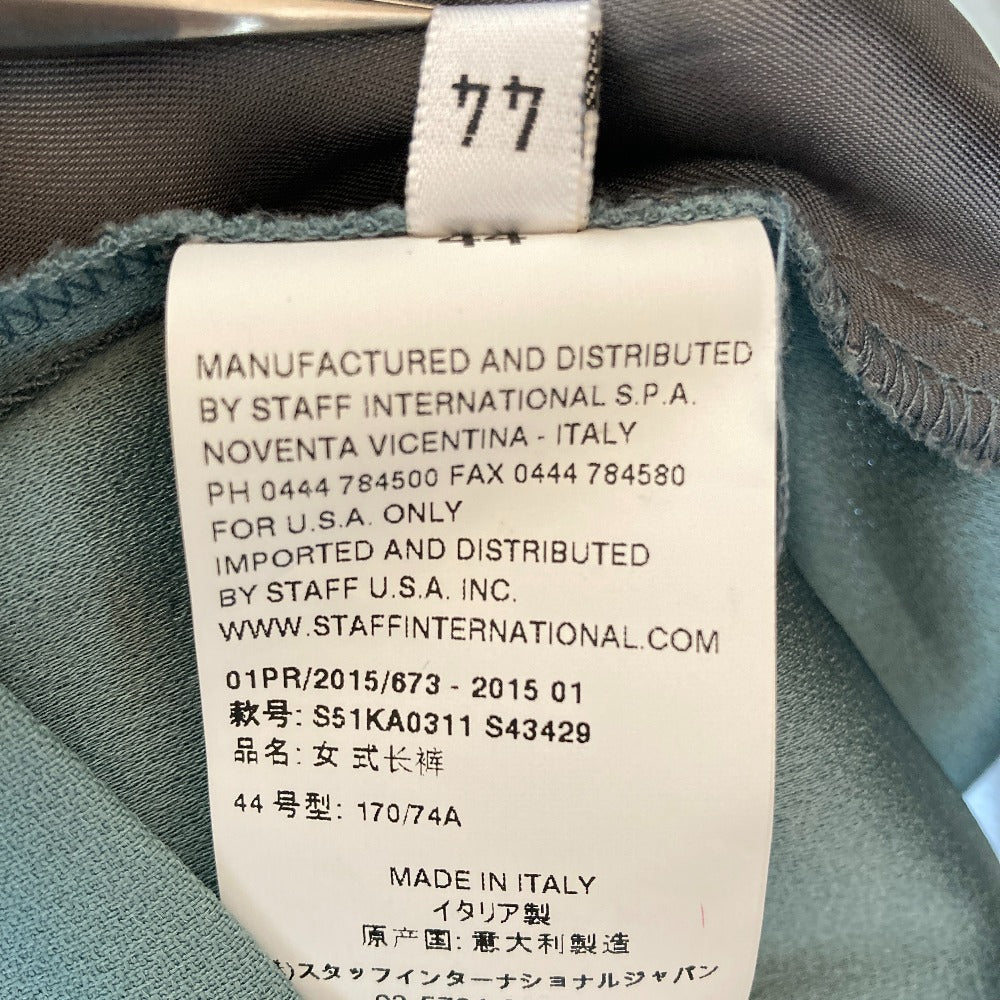 44
44
MANUFACTURED AND DISTRIBUTED
BY STAFF INTERNATIONAL S.P.A.
NOVENTA VICENTINA - ITALY
PH 0444 784500 FAX 0444 784580
FOR U.S.A. ONLY
IMPORTED AND DISTRIBUTED
BY STAFF U.S.A. INC.
WWW.STAFFINTERNATIONAL.COM
01PR/2015/673 - 2015 01
款号: S51KA0311 S43429
品名: 女式长裤
44 号型: 170/74A
MADE IN ITALY
イタリア製
原产国: 意大利製造
スタッフインターナショナルジャパン